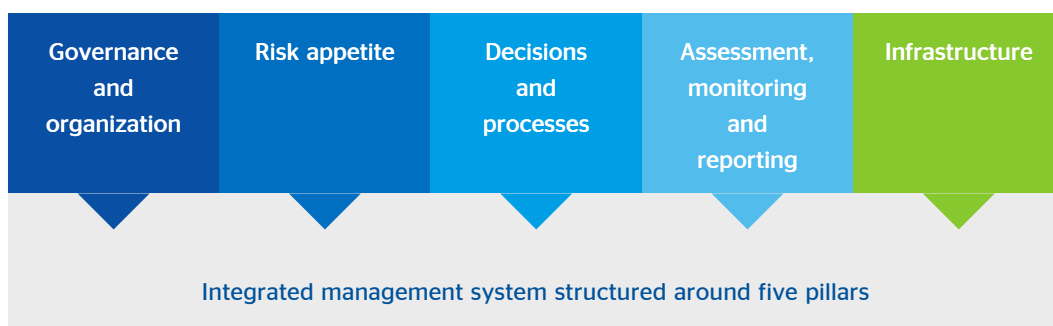 Governance
and
organization
Risk appetite
Decisions
and
processes
Assessment,
monitoring
and
reporting
Infrastructure
Integrated management system structured around five pillars